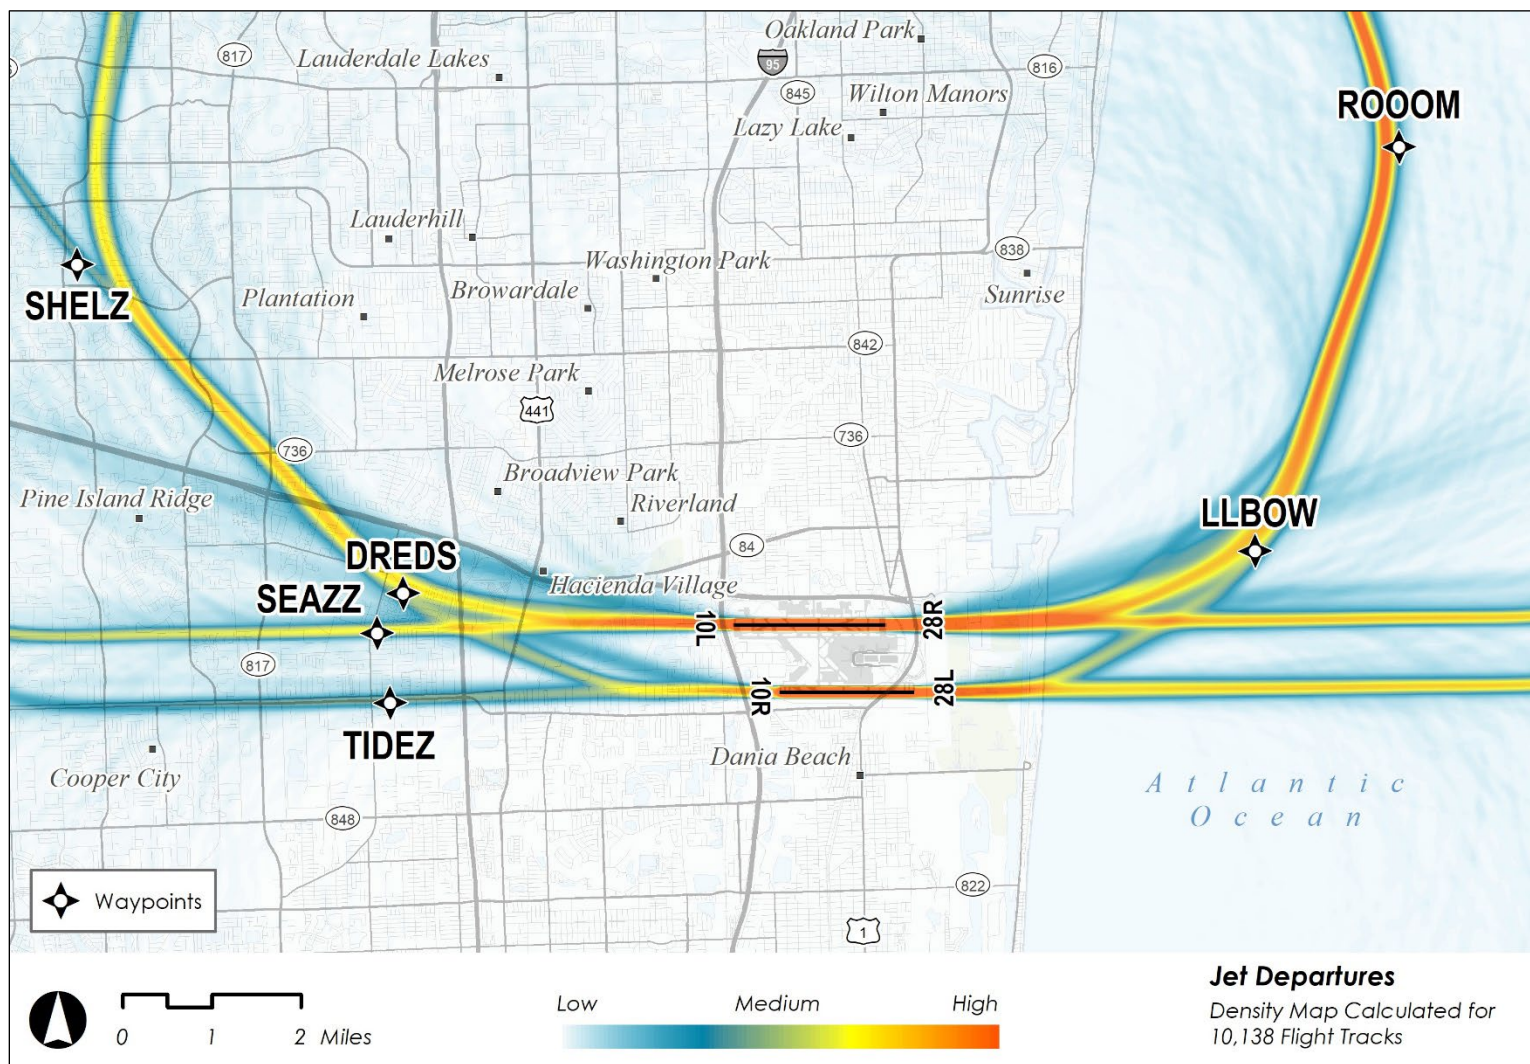 Oakland Park
817
Lauderdale Lakes
95
816
845
Wilton Manors
ROOOM
Lazy Lake
Lauderhill
838
Washington Park
SHELZ
Plantation
Browardale
Sunrise
842
Melrose Park
441
736
736
Broadview Park
Pine Island Ridge
Riverland
LLBOW
84
DREDS
Hacienda Village
SEAZZ
10L
28R
817
10R
28L
TIDEZ
Dania Beach
Cooper City
Atlantic
Ocean
848
822
Waypoints
1
Jet Departures
Low Medium High
Density Map Calculated for
10,138 Flight Tracks
0 1 2 Miles